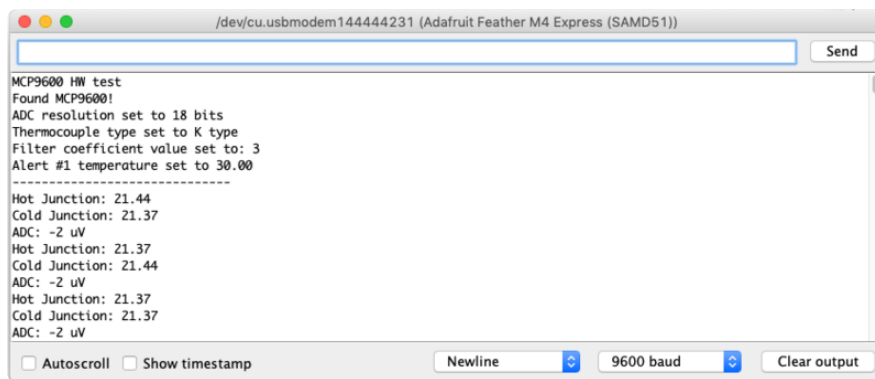 /dev/cu.usbmodem144444231 (Adafruit Feather M4 Express (SAMD51))
Send
MCP9600 HW test
Found MCP9600!
ADC resolution set to 18 bits
Thermocouple type set to K type
Filter coefficient value set to: 3
Alert #1 temperature set to 30.00
------------------------------
Hot Junction: 21.44
Cold Junction: 21.37
ADC: -2 uV
Hot Junction: 21.37
Cold Junction: 21.44
ADC: -2 uV
Hot Junction: 21.37
Cold Junction: 21.37
ADC: -2 uV
Autoscroll Show timestamp Newline 9600 baud Clear output